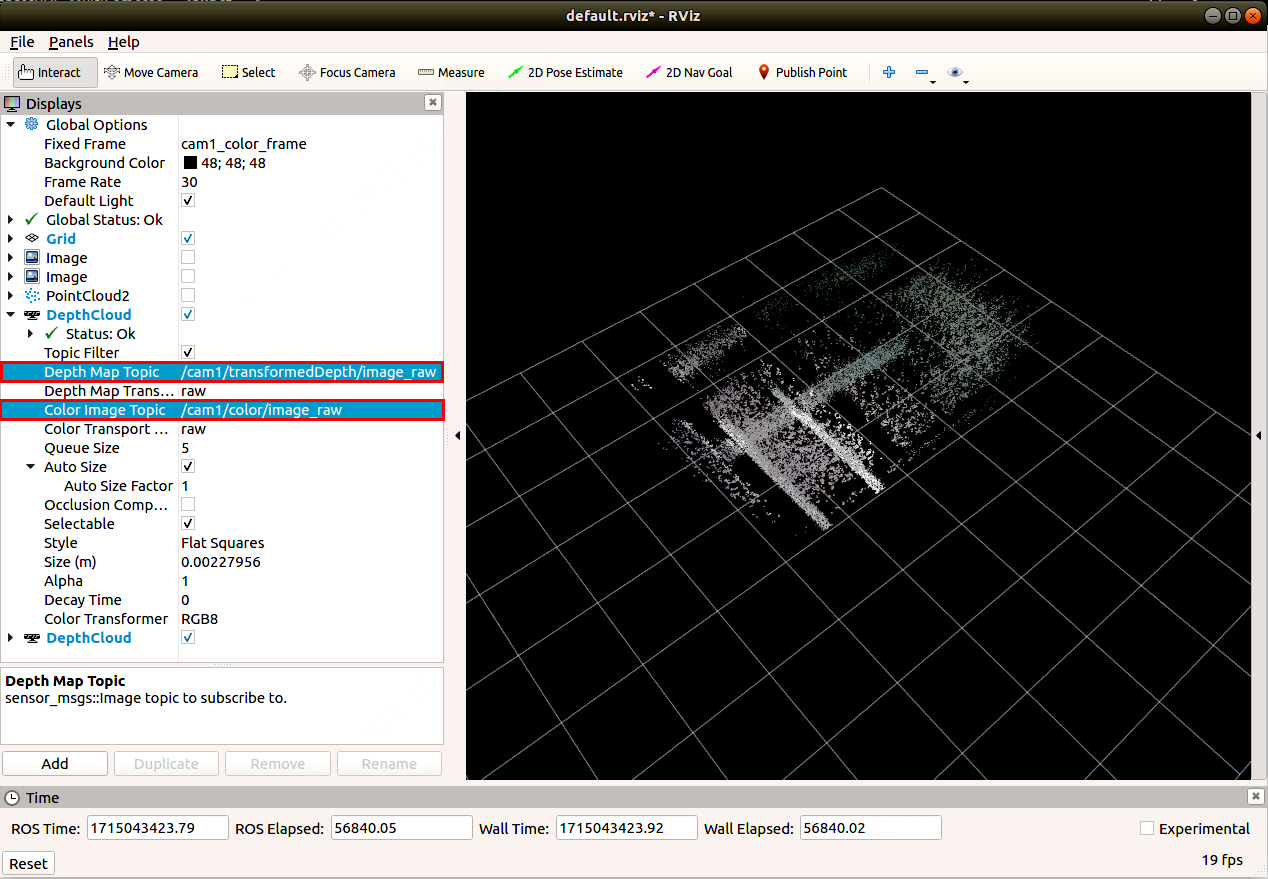 default.rviz* - RViz
File Panels Help
Interact Move Camera Select Focus Camera Measure 2D Pose Estimate 2D Nav Goal Publish Point
Displays
Global Options
Fixed Frame cam1_color_frame
Background Color 48; 48; 48
Frame Rate 30
Default Light
Global Status: Ok
Grid
Image
Image
PointCloud2
DepthCloud
Status: Ok
Topic Filter
Depth Map Topic /cam1/transformedDepth/image_raw
Depth Map Trans... raw
Color Image Topic /cam1/color/image_raw
Color Transport ... raw
Queue Size 5
Auto Size
Auto Size Factor 1
Occlusion Comp...
Selectable
Style Flat Squares
Size (m) 0.00227956
Alpha 1
Decay Time 0
Color Transformer RGB8
DepthCloud
Depth Map Topic
sensor_msgs::Image topic to subscribe to.
Add Duplicate Remove Rename
Time
ROS Time: 1715043423.79 ROS Elapsed: 56840.05 Wall Time: 1715043423.92 Wall Elapsed: 56840.02 Experimental
Reset 19 fps